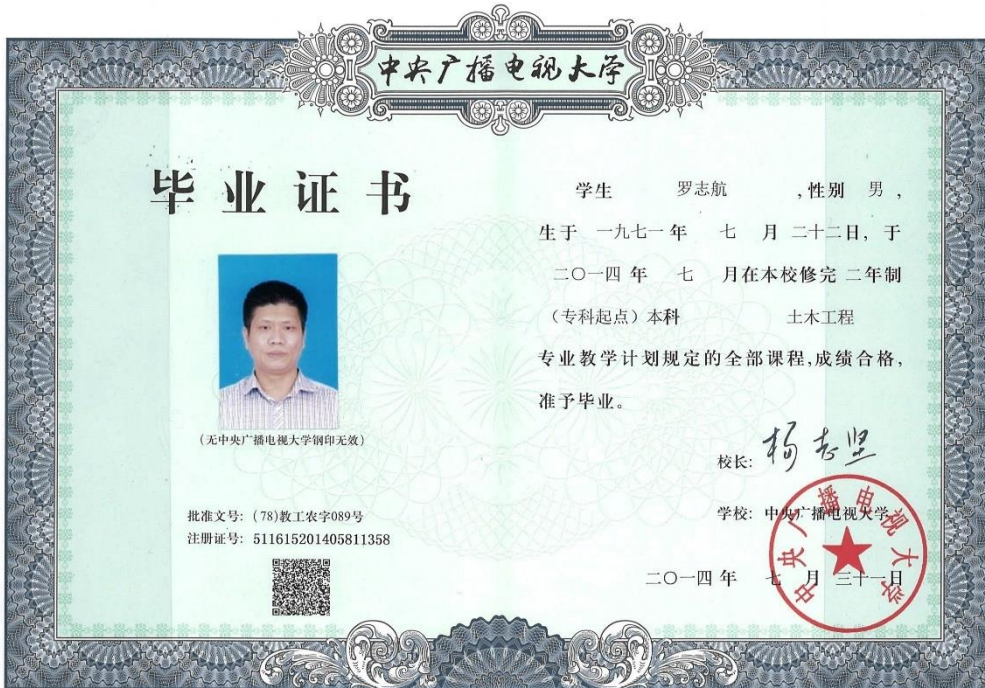 中央广播电视大学
毕业证书
(无中央广播电视大学钢印无效)
批准文号: (78)教工农字089号
注册证号: 511615201405811358
学生 罗志航 ,性别 男 ,
生于 一九七一 年 七 月 二十二日, 于
二〇一四 年 七 月在本校修完 二年制
(专科起点) 本科 土木工程
专业教学计划规定的全部课程,成绩合格,
准予毕业。
校长: 杨志坚
学校: 中央广播电视大学
二〇一四 年 七 月 三十一日
中央广播电视大学